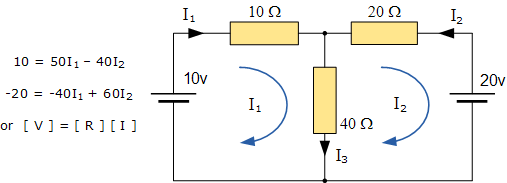 I₁ 10 Ω 20 Ω I₂
10 = 50I₁ - 40I₂
10v 20v
-20 = -40I₁ + 60I₂
I₁ I₂
or [ V ] = [ R ] [ I ]
40 Ω
I₃